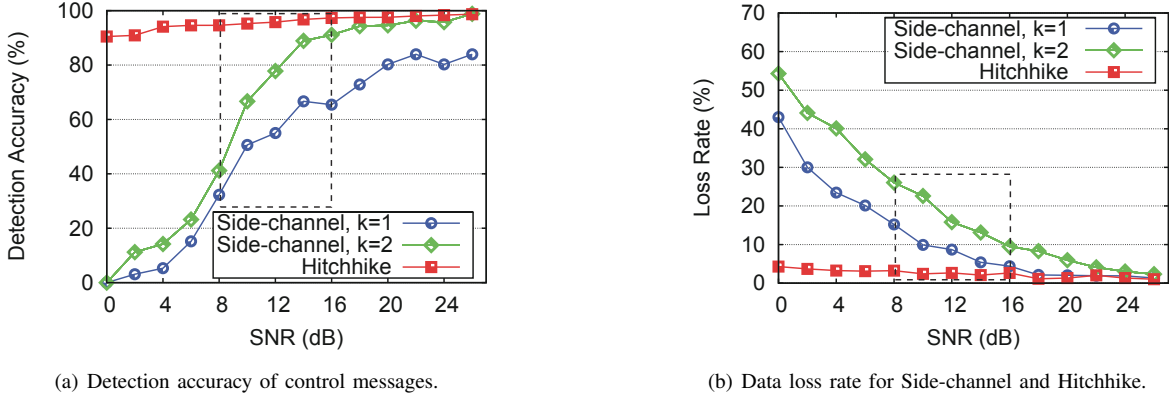 Detection Accuracy (%)
100
80
60
40
20
0
Side-channel, k=1
Side-channel, k=2
Hitchhike
0 4 8 12 16 20 24
SNR (dB)
(a) Detection accuracy of control messages.
Loss Rate (%)
70
60
50
40
30
20
10
0
Side-channel, k=1
Side-channel, k=2
Hitchhike
0 4 8 12 16 20 24
SNR (dB)
(b) Data loss rate for Side-channel and Hitchhike.